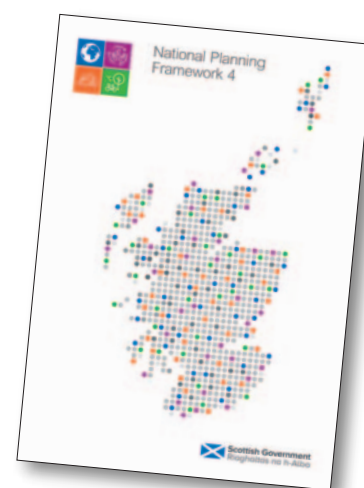 National Planning
Framework 4
Scottish Government
Riaghaltas na h-Alba